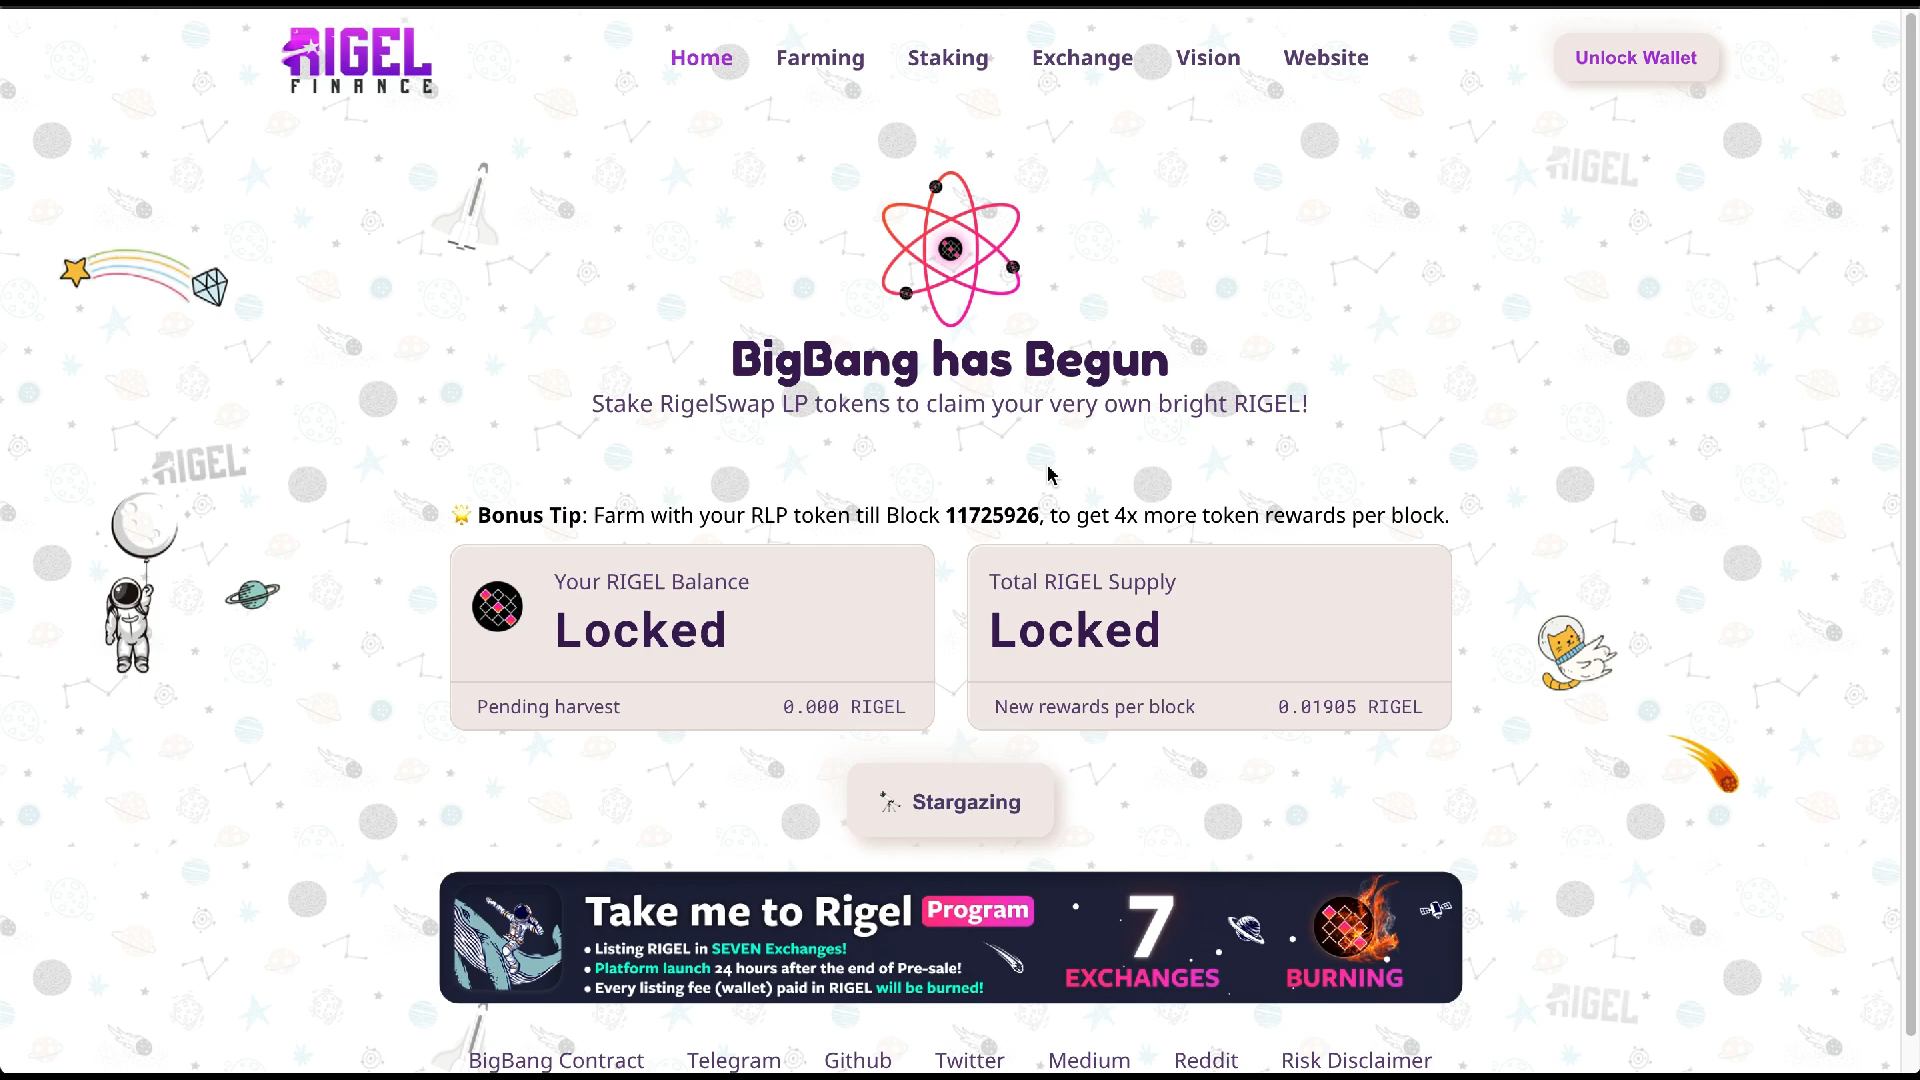 RIGEL
FINANCE
Home Farming Staking Exchange Vision Website
Unlock Wallet
RIGEL
BigBang has Begun
Stake RigelSwap LP tokens to claim your very own bright RIGEL!
RIGEL
Bonus Tip: Farm with your RLP token till Block 11725926, to get 4x more token rewards per block.
Your RIGEL Balance
Locked
Pending harvest 0.000 RIGEL
Total RIGEL Supply
Locked
New rewards per block 0.01905 RIGEL
Stargazing
Take me to Rigel Program
• Listing RIGEL in SEVEN Exchanges!
• Platform launch 24 hours after the end of Pre-sale!
• Every listing fee (wallet) paid in RIGEL will be burned!
7
EXCHANGES
BURNING
RIGEL
BigBang Contract Telegram Github Twitter Medium Reddit Risk Disclaimer